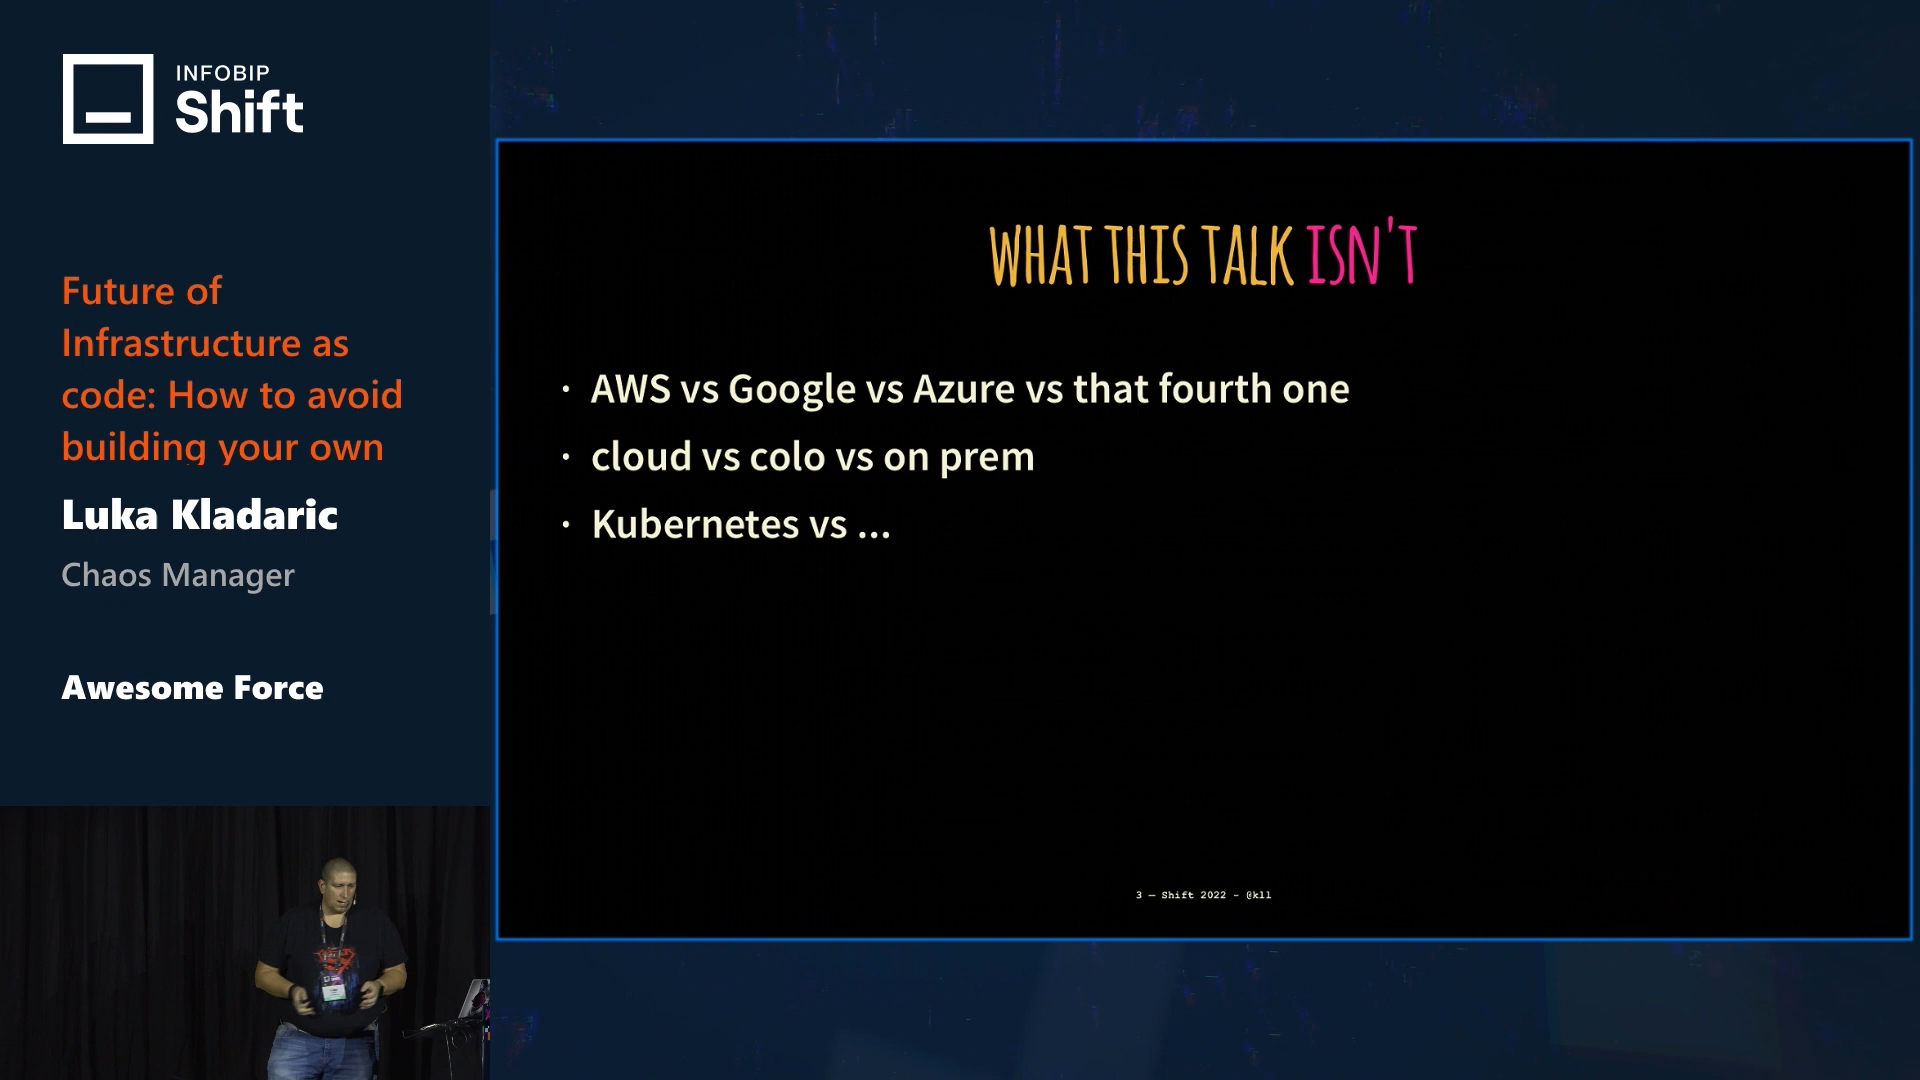 INFOBIP
Shift
Future of
Infrastructure as
code: How to avoid
building your own
Luka Kladaric
Chaos Manager
Awesome Force
WHAT THIS TALK ISN'T
· AWS vs Google vs Azure vs that fourth one
· cloud vs colo vs on prem
· Kubernetes vs ...
3 — Shift 2022 - @kll